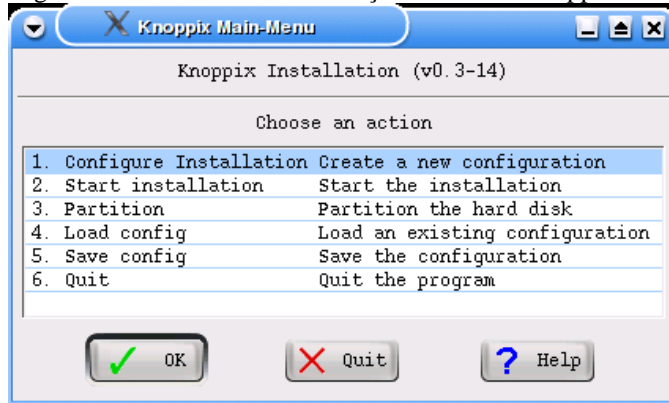 Knoppix Main-Menu
Knoppix Installation (v0.3-14)
Choose an action
1. Configure Installation Create a new configuration
2. Start installation Start the installation
3. Partition Partition the hard disk
4. Load config Load an existing configuration
5. Save config Save the configuration
6. Quit Quit the program
OK Quit Help